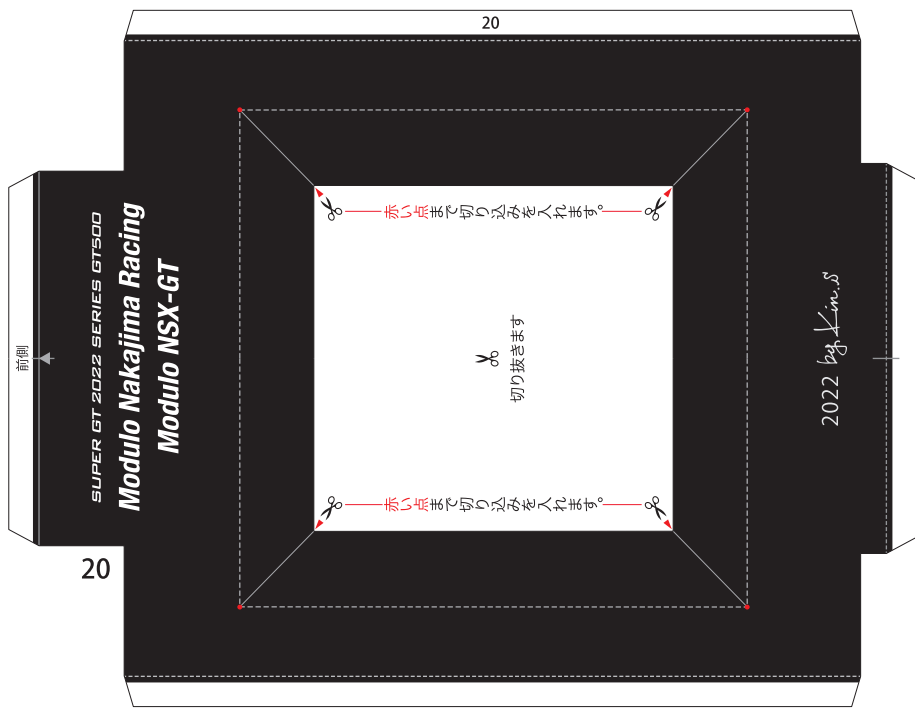 20
前側
SUPER GT 2022 SERIES GT500
Modulo Nakajima Racing
Modulo NSX-GT
赤い点まで切り込みを入れます。
切り抜きます
赤い点まで切り込みを入れます。
2022 by Kin.s
20